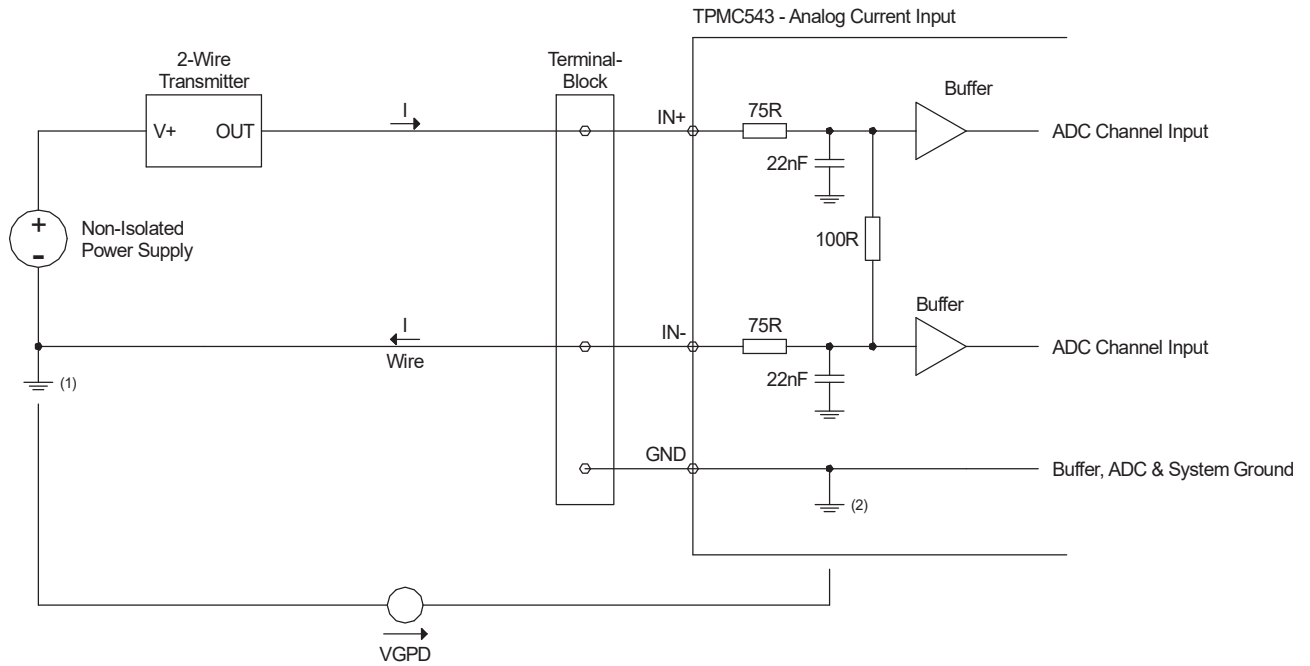 TPMC543 - Analog Current Input
2-Wire
Transmitter
Terminal-
Block
Buffer
V+
OUT
I
IN+
75R
ADC Channel Input
22nF
+
-
Non-Isolated
Power Supply
100R
Buffer
I
Wire
IN-
75R
ADC Channel Input
22nF
(1)
GND
Buffer, ADC & System Ground
(2)
VGPD